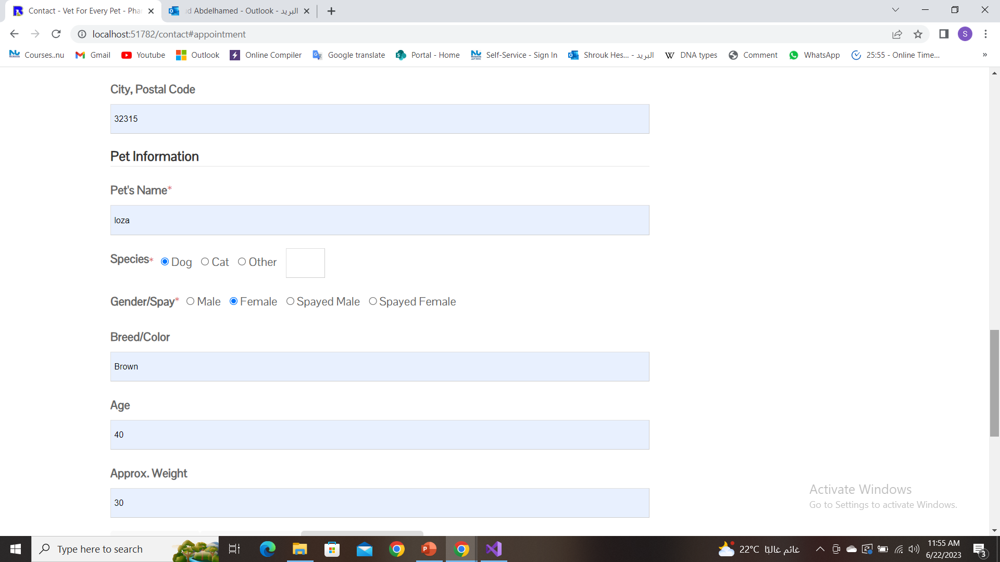 Contact - Vet For Every Pet - Phar
ud Abdelhamed - Outlook - البريد
localhost:51782/contact#appointment
S
Courses..nu
Gmail
Youtube
Outlook
Online Compiler
Google translate
Portal - Home
Self-Service - Sign In
Shrouk Hes... - البريد
DNA types
Comment
WhatsApp
25:55 - Online Time...
»
City, Postal Code
32315
Pet Information
Pet's Name*
loza
Species* Dog Cat Other
Gender/Spay* Male Female Spayed Male Spayed Female
Breed/Color
Brown
Age
40
Approx. Weight
30
Activate Windows
Go to Settings to activate Windows.
Type here to search
22°C غائم غالبًا
11:55 AM
6/22/2023
3